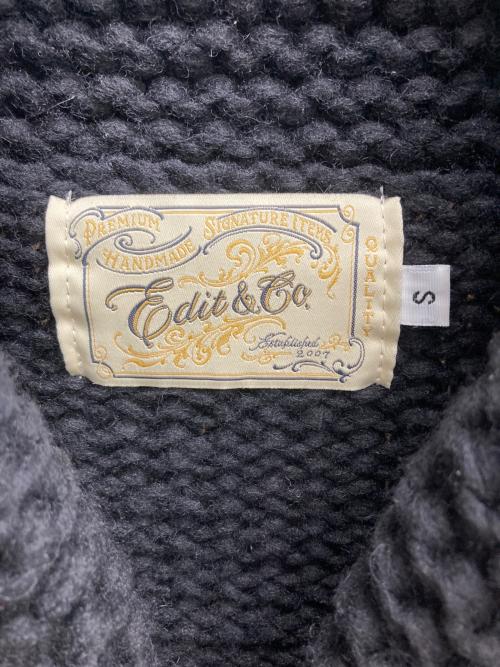 PREMIUM
SIGNATURE ITEMS
HANDMADE
Edit & Co.
Established
2007
QUALITY
S